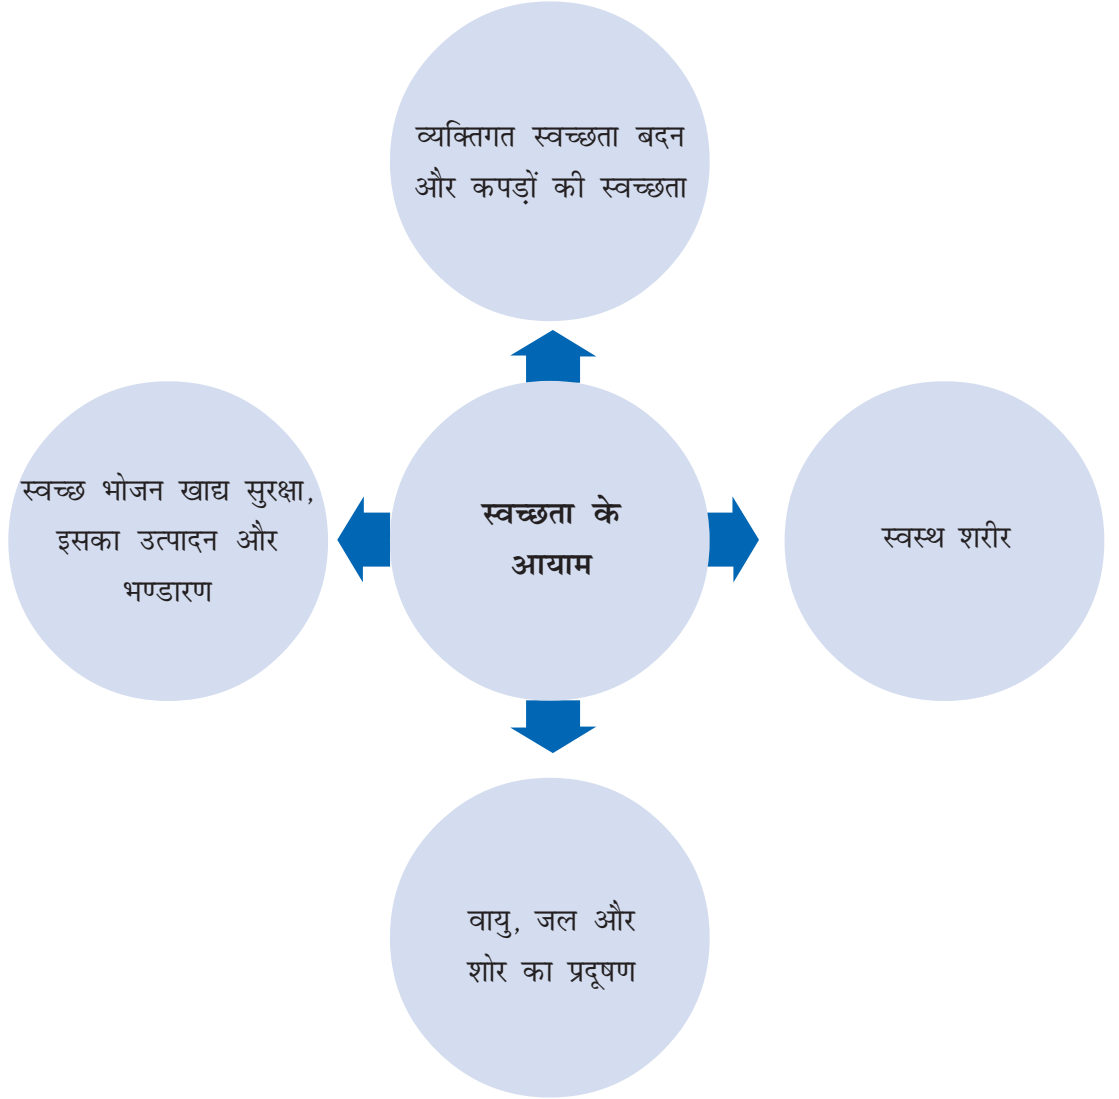 व्यक्तिगत स्वच्छता बदन
और कपड़ों की स्वच्छता
स्वच्छ भोजन खाद्य सुरक्षा,
इसका उत्पादन और
भण्डारण
स्वच्छता के
आयाम
स्वस्थ शरीर
वायु, जल और
शोर का प्रदूषण